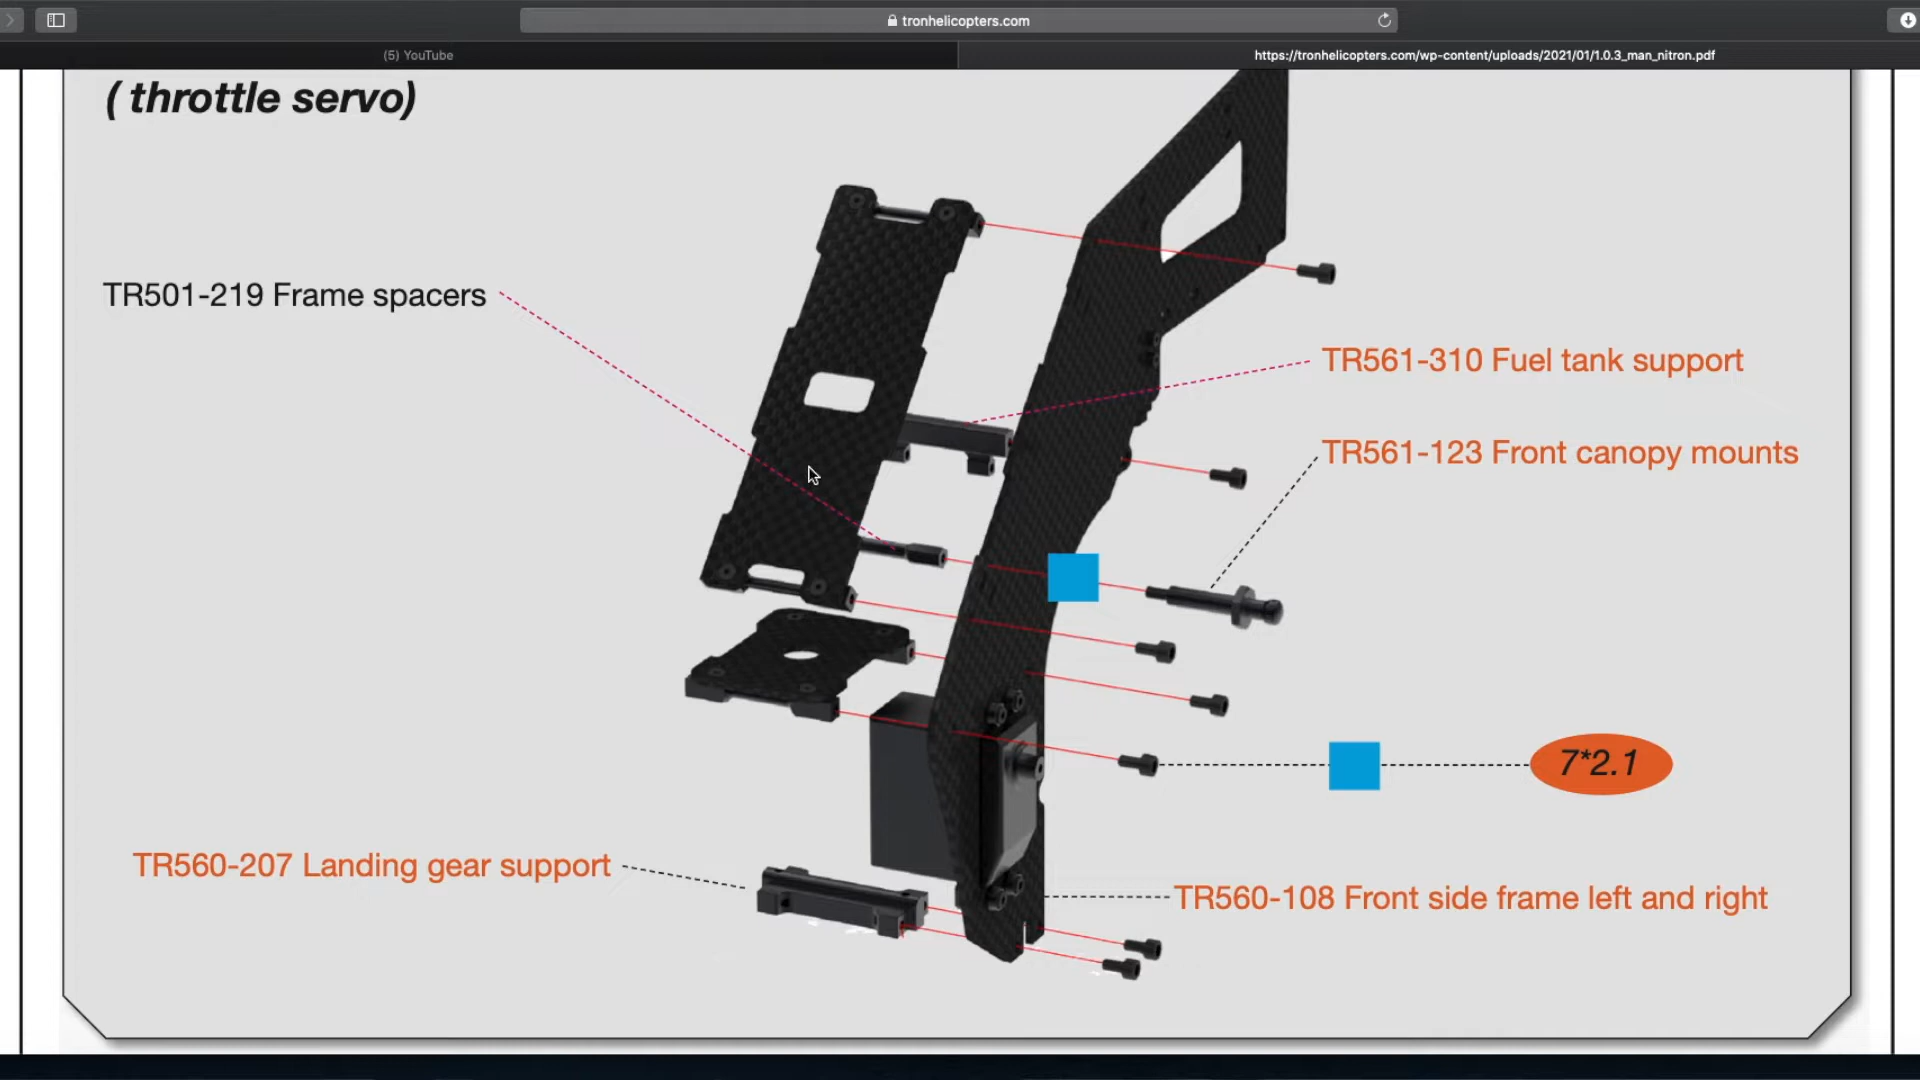 tronhelicopters.com
(5) YouTube
https://tronhelicopters.com/wp-content/uploads/2021/01/1.0.3_man_nitron.pdf
( throttle servo)
TR501-219 Frame spacers
TR561-310 Fuel tank support
TR561-123 Front canopy mounts
7*2.1
TR560-207 Landing gear support
TR560-108 Front side frame left and right